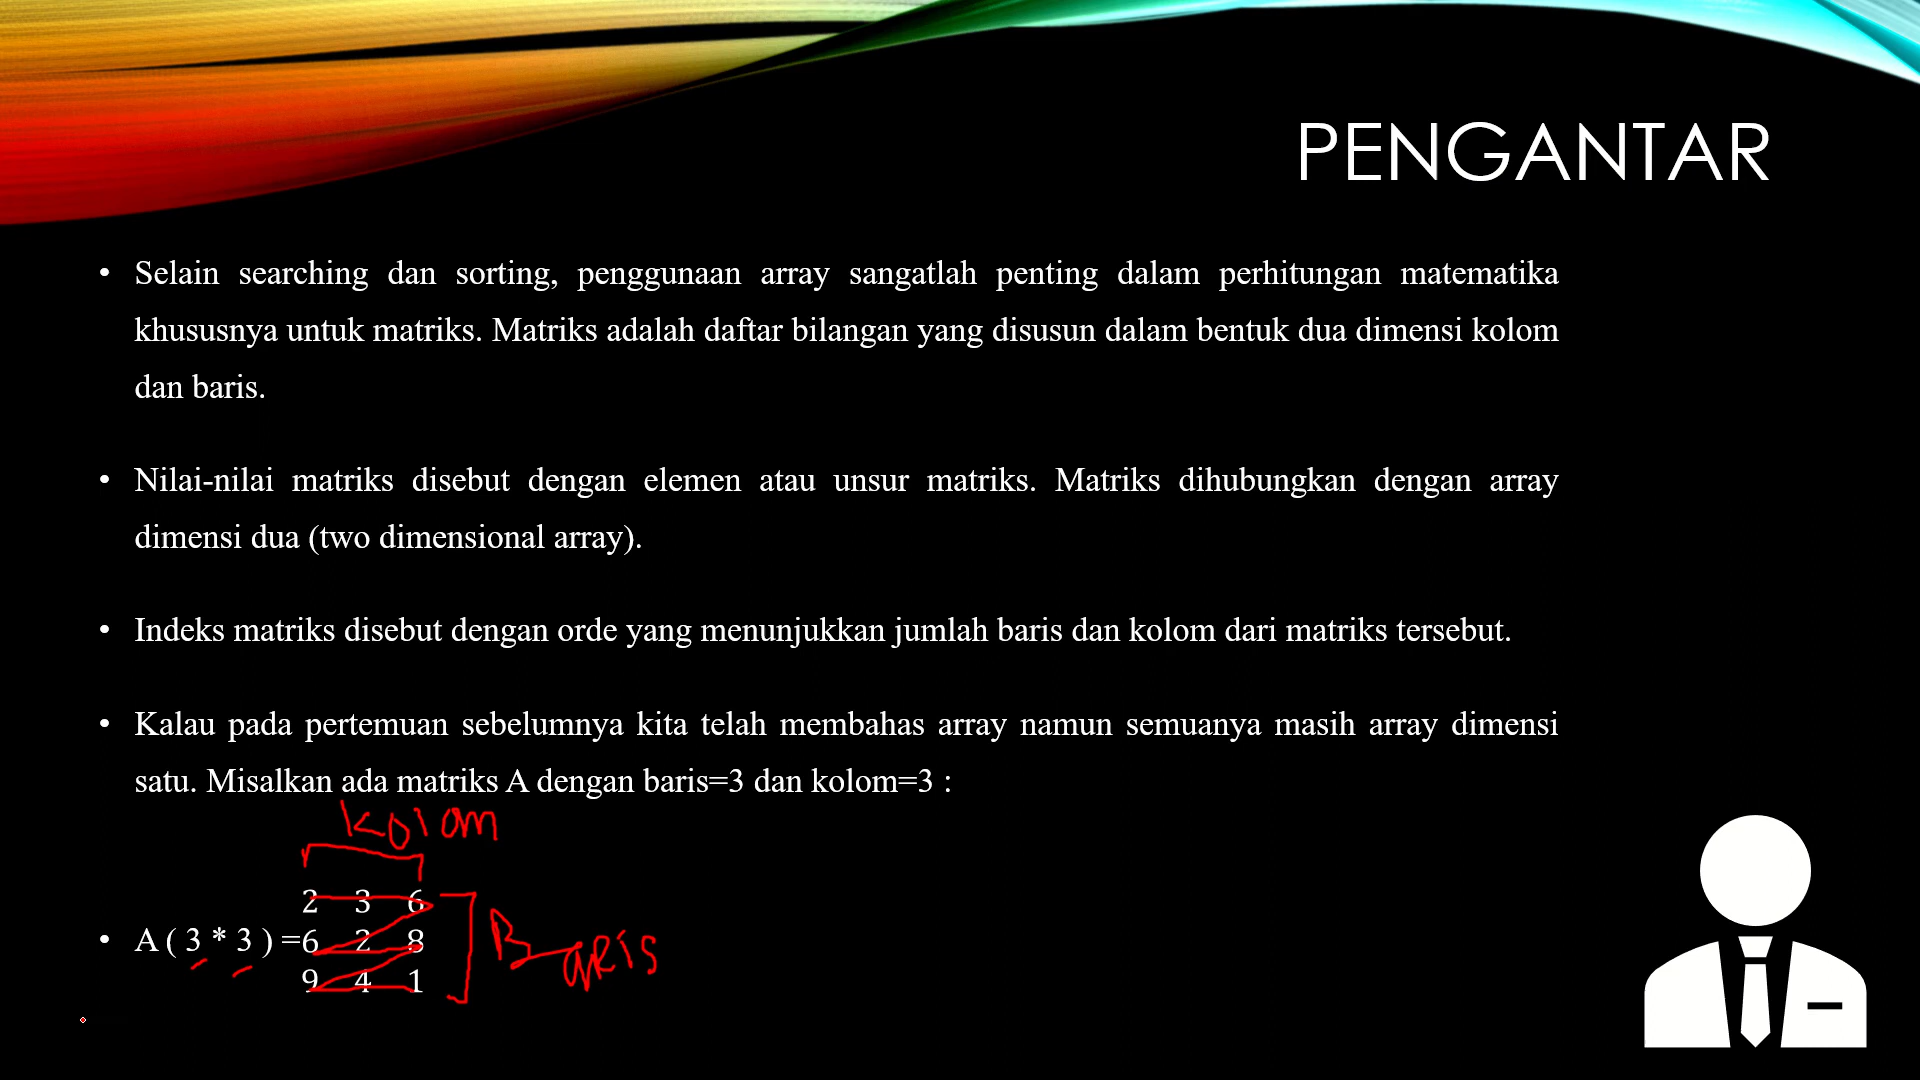 PENGANTAR
• Selain searching dan sorting, penggunaan array sangatlah penting dalam perhitungan matematika
khususnya untuk matriks. Matriks adalah daftar bilangan yang disusun dalam bentuk dua dimensi kolom
dan baris.
• Nilai-nilai matriks disebut dengan elemen atau unsur matriks. Matriks dihubungkan dengan array
dimensi dua (two dimensional array).
• Indeks matriks disebut dengan orde yang menunjukkan jumlah baris dan kolom dari matriks tersebut.
• Kalau pada pertemuan sebelumnya kita telah membahas array namun semuanya masih array dimensi
satu. Misalkan ada matriks A dengan baris=3 dan kolom=3 :
kolom
2 3 6
• A ( 3 * 3 ) =6 2 8 BaRis
9 4 1